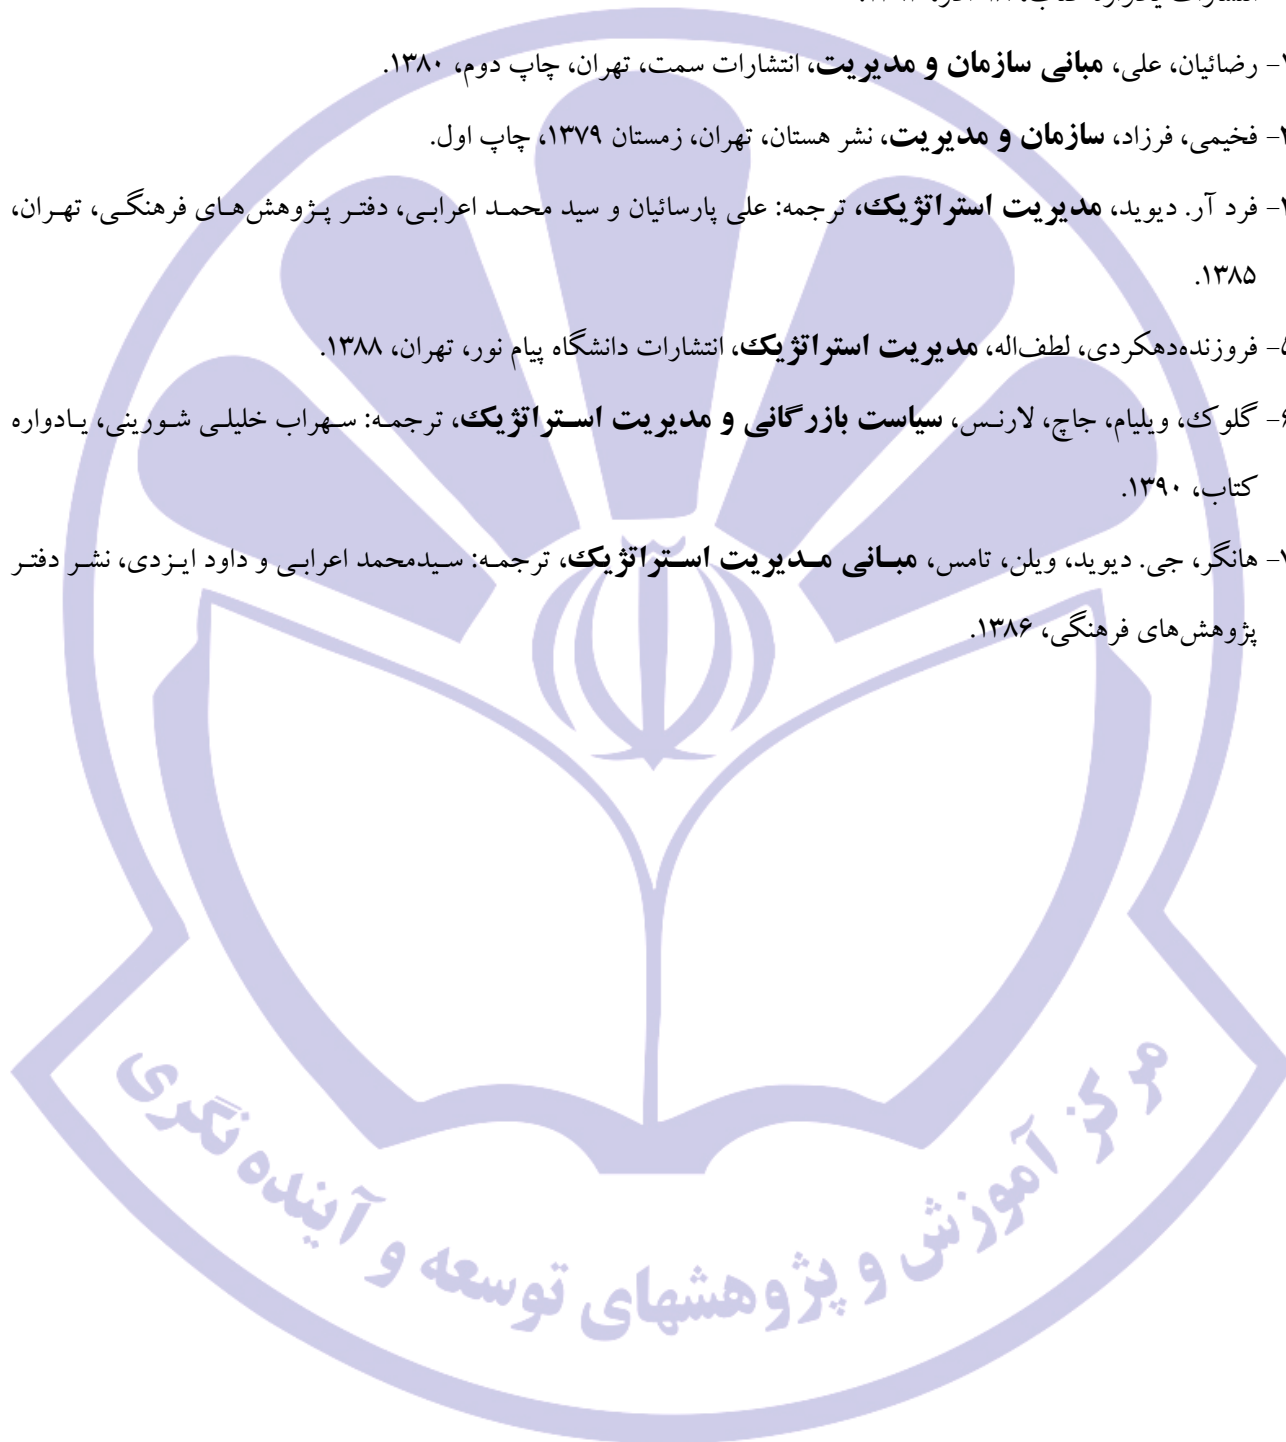 ۲- رضائیان، علی، مبانی سازمان و مدیریت، انتشارات سمت، تهران، چاپ دوم، ۱۳۸۰.
۳- فخیمی، فرزاد، سازمان و مدیریت، نشر هستان، تهران، زمستان ۱۳۷۹، چاپ اول.
۴- فرد آر. دیوید، مدیریت استراتژیک، ترجمه: علی پارسائیان و سید محمد اعرابی، دفتر پژوهش‌های فرهنگی، تهران،
۱۳۸۵.
۵- فروزنده‌دهکردی، لطف‌اله، مدیریت استراتژیک، انتشارات دانشگاه پیام نور، تهران، ۱۳۸۸.
۶- گلوک، ویلیام، جاچ، لارنس، سیاست بازرگانی و مدیریت استراتژیک، ترجمه: سهراب خلیلی شورینی، یادواره
کتاب، ۱۳۹۰.
۷- هانگر، جی. دیوید، ویلن، تامس، مبانی مدیریت استراتژیک، ترجمه: سیدمحمد اعرابی و داود ایزدی، نشر دفتر
پژوهش‌های فرهنگی، ۱۳۸۶.
مرکز آموزش و پژوهشهای توسعه و آینده نگری